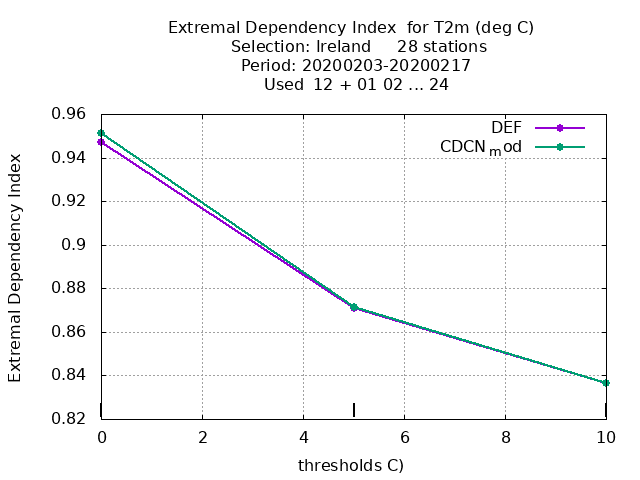 Extremal Dependency Index  for T2m (deg C)
Selection: Ireland     28 stations
Period: 20200203-20200217
Used  12 + 01 02 ... 24
DEF
CDCNmod
0.96
0.94
0.92
0.9
0.88
0.86
0.84
0.82
Extremal Dependency Index
0 2 4 6 8 10
thresholds C)